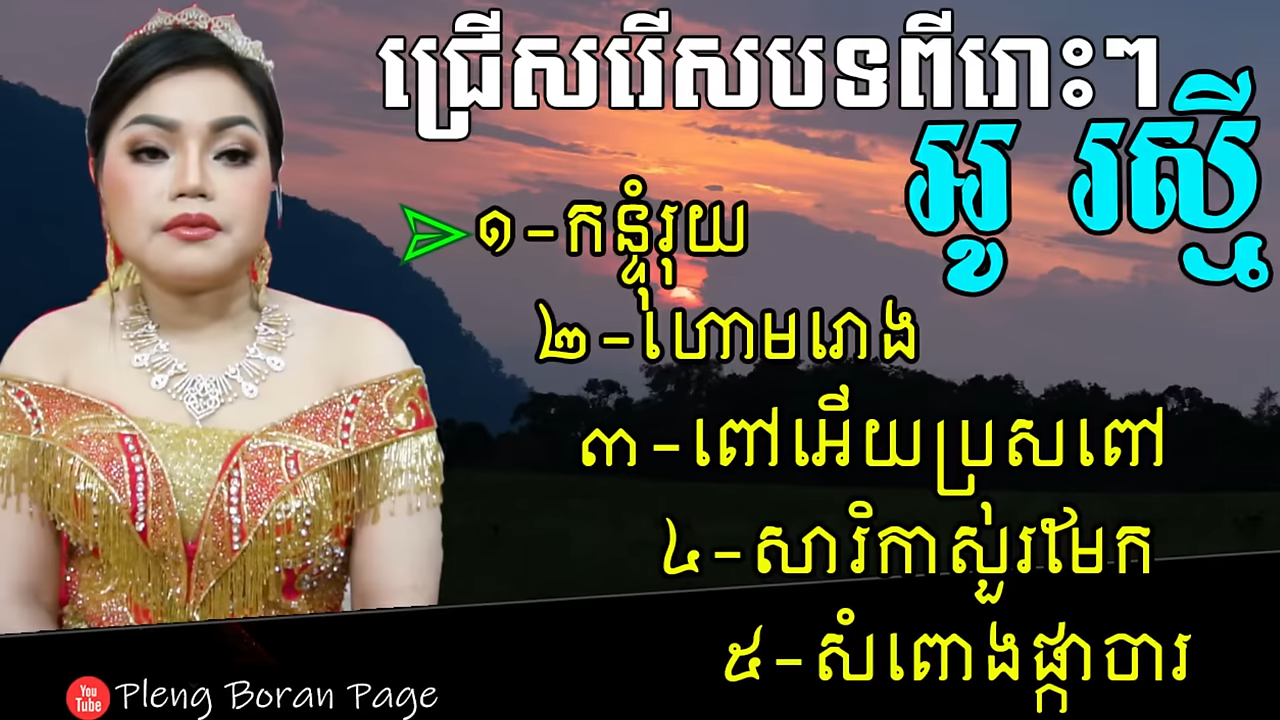 ជ្រើសរើសបទពីរោះៗ
អូ រស្មី
១-កន្ទុំរុយ
២-ហោមរោង
៣-ពៅអើយប្រុសពៅ
៤-សារិកាសួរមែក
៥-សំពោងផ្កាចារ
You Tube Pleng Boran Page